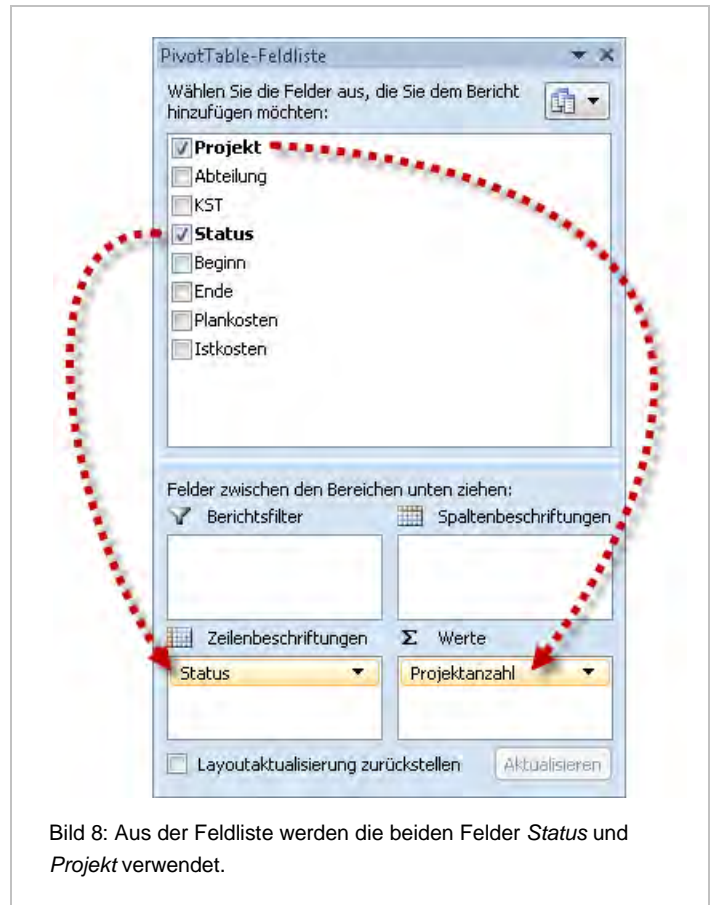 PivotTable-Feldliste
Wählen Sie die Felder aus, die Sie dem Bericht
hinzufügen möchten:
Projekt
Abteilung
KST
Status
Beginn
Ende
Plankosten
Istkosten
Felder zwischen den Bereichen unten ziehen:
Berichtsfilter
Spaltenbeschriftungen
Zeilenbeschriftungen
Σ Werte
Status
Projektanzahl
Layoutaktualisierung zurückstellen
Aktualisieren
Bild 8: Aus der Feldliste werden die beiden Felder Status und
Projekt verwendet.